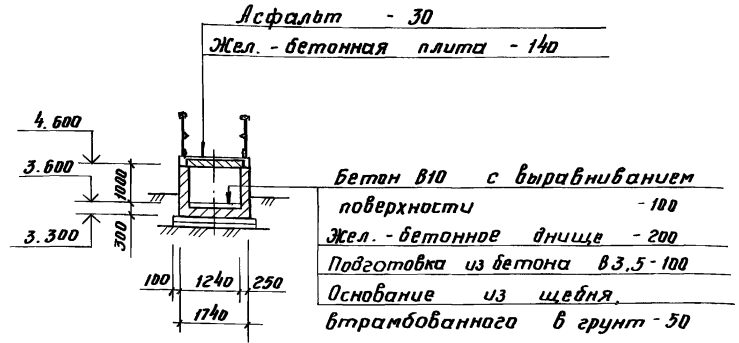 Асфальт - 30
Жел. - бетонная плита - 140
4.600
3.600
3.300
1000
300
Бетон В10 с выравниванием
поверхности - 100
Жел. - бетонное днище - 200
Подготовка из бетона В3,5 - 100
Основание из щебня,
втрамбованного в грунт - 50
100 1240 250
1740